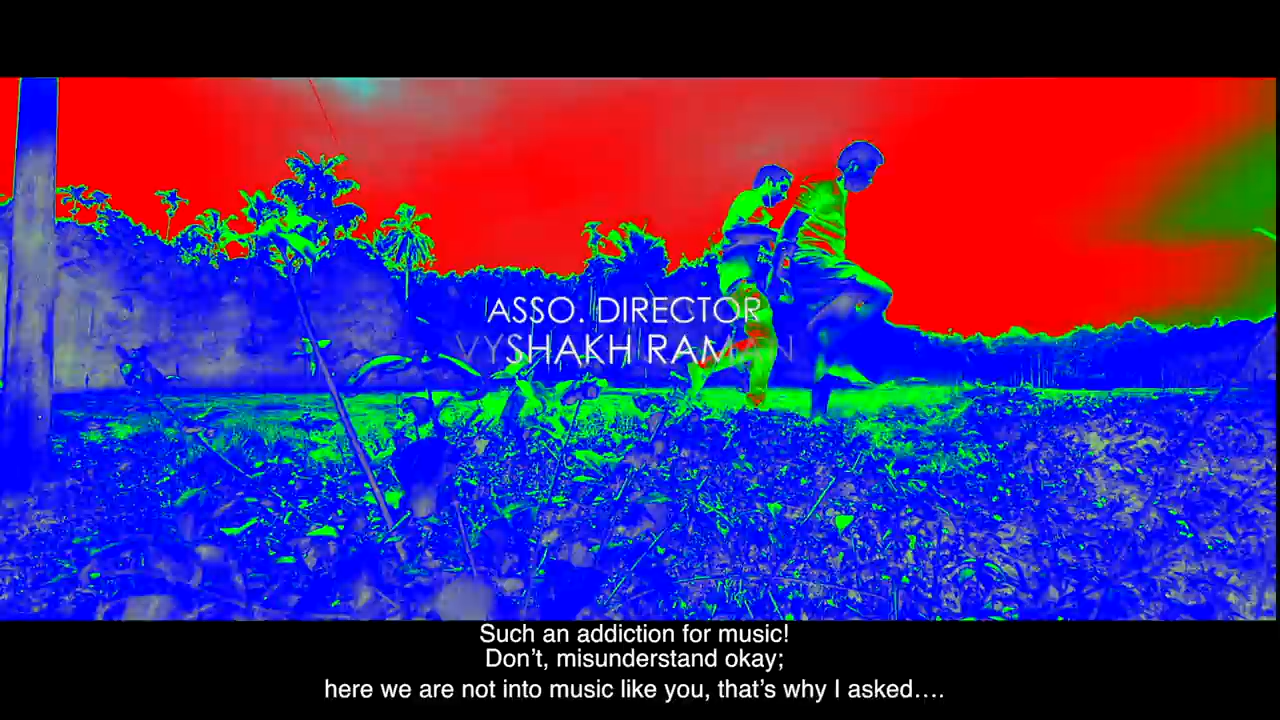 ASSO. DIRECTOR
VYSHAKH RAMAN
Such an addiction for music!
Don't, misunderstand okay;
here we are not into music like you, that's why I asked….